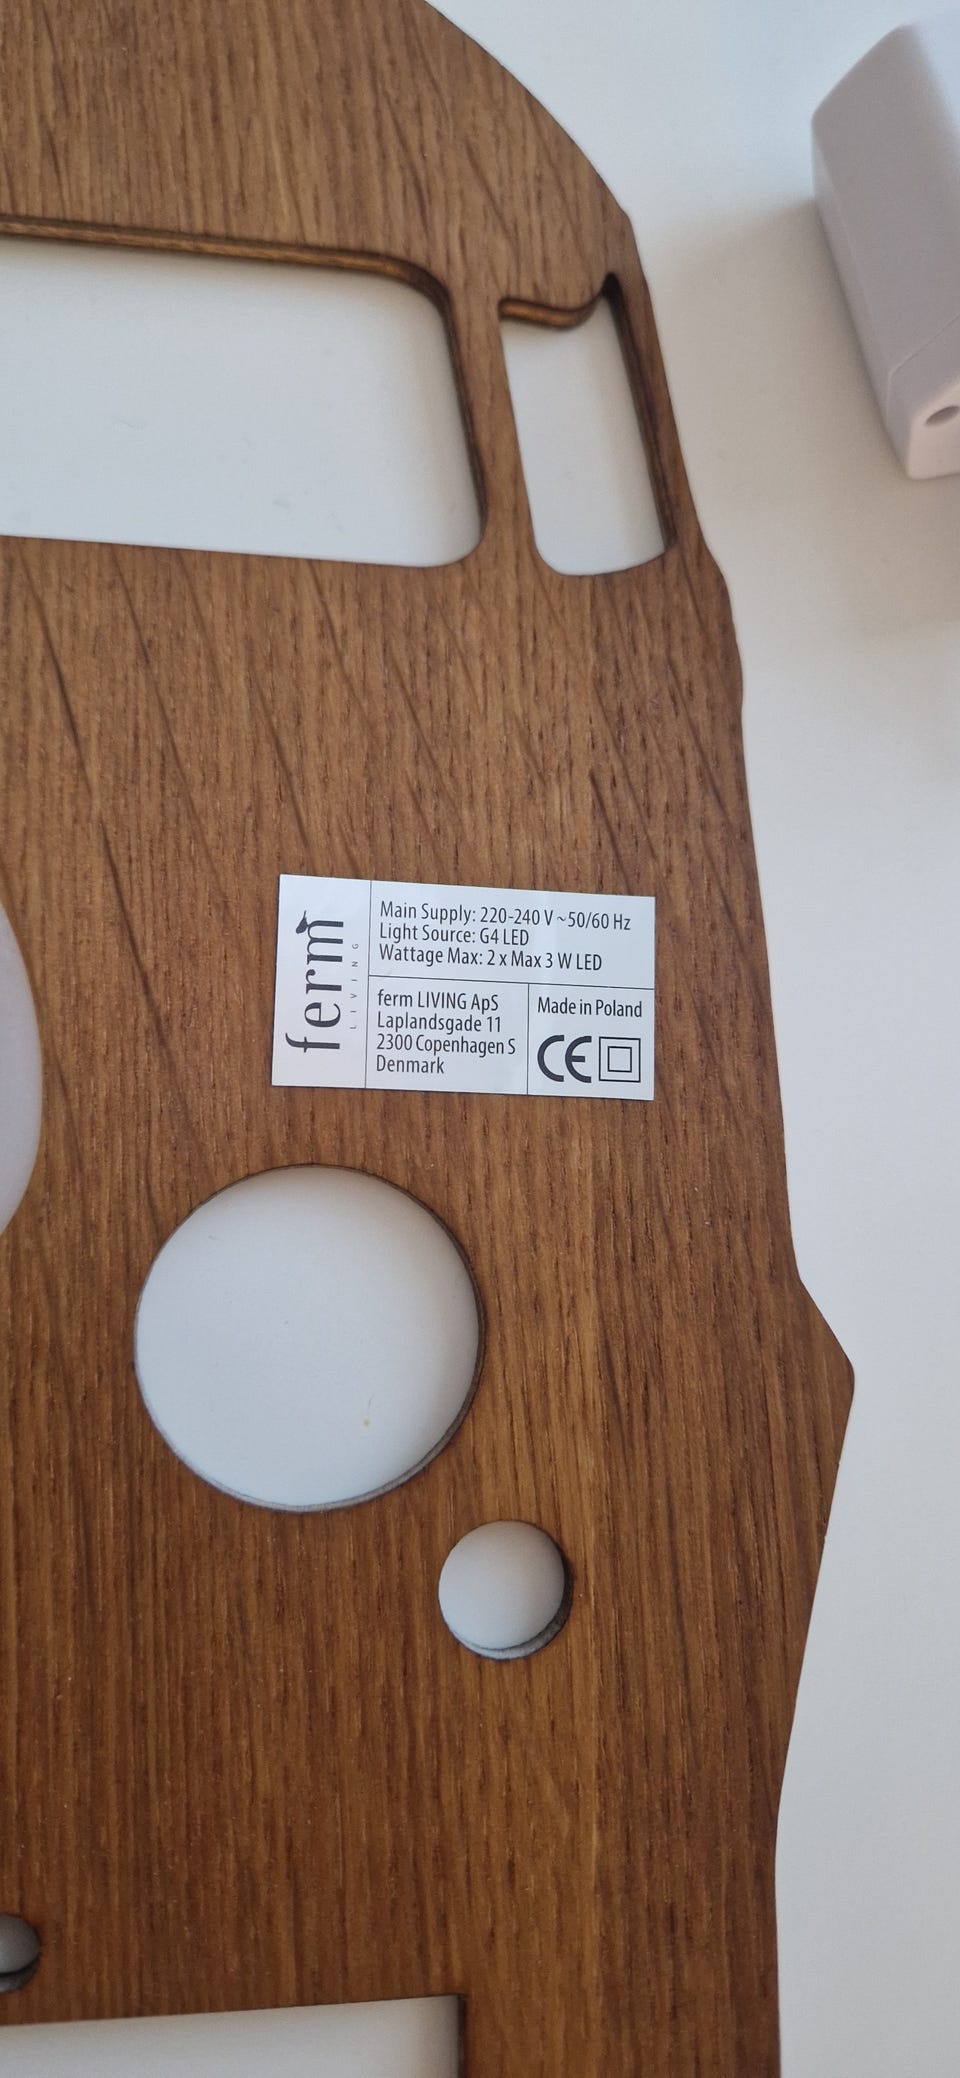 ferm
LIVING
Main Supply: 220-240 V ~50/60 Hz
Light Source: G4 LED
Wattage Max: 2 x Max 3 W LED
ferm LIVING ApS
Laplandsgade 11
2300 Copenhagen S
Denmark
Made in Poland
CE